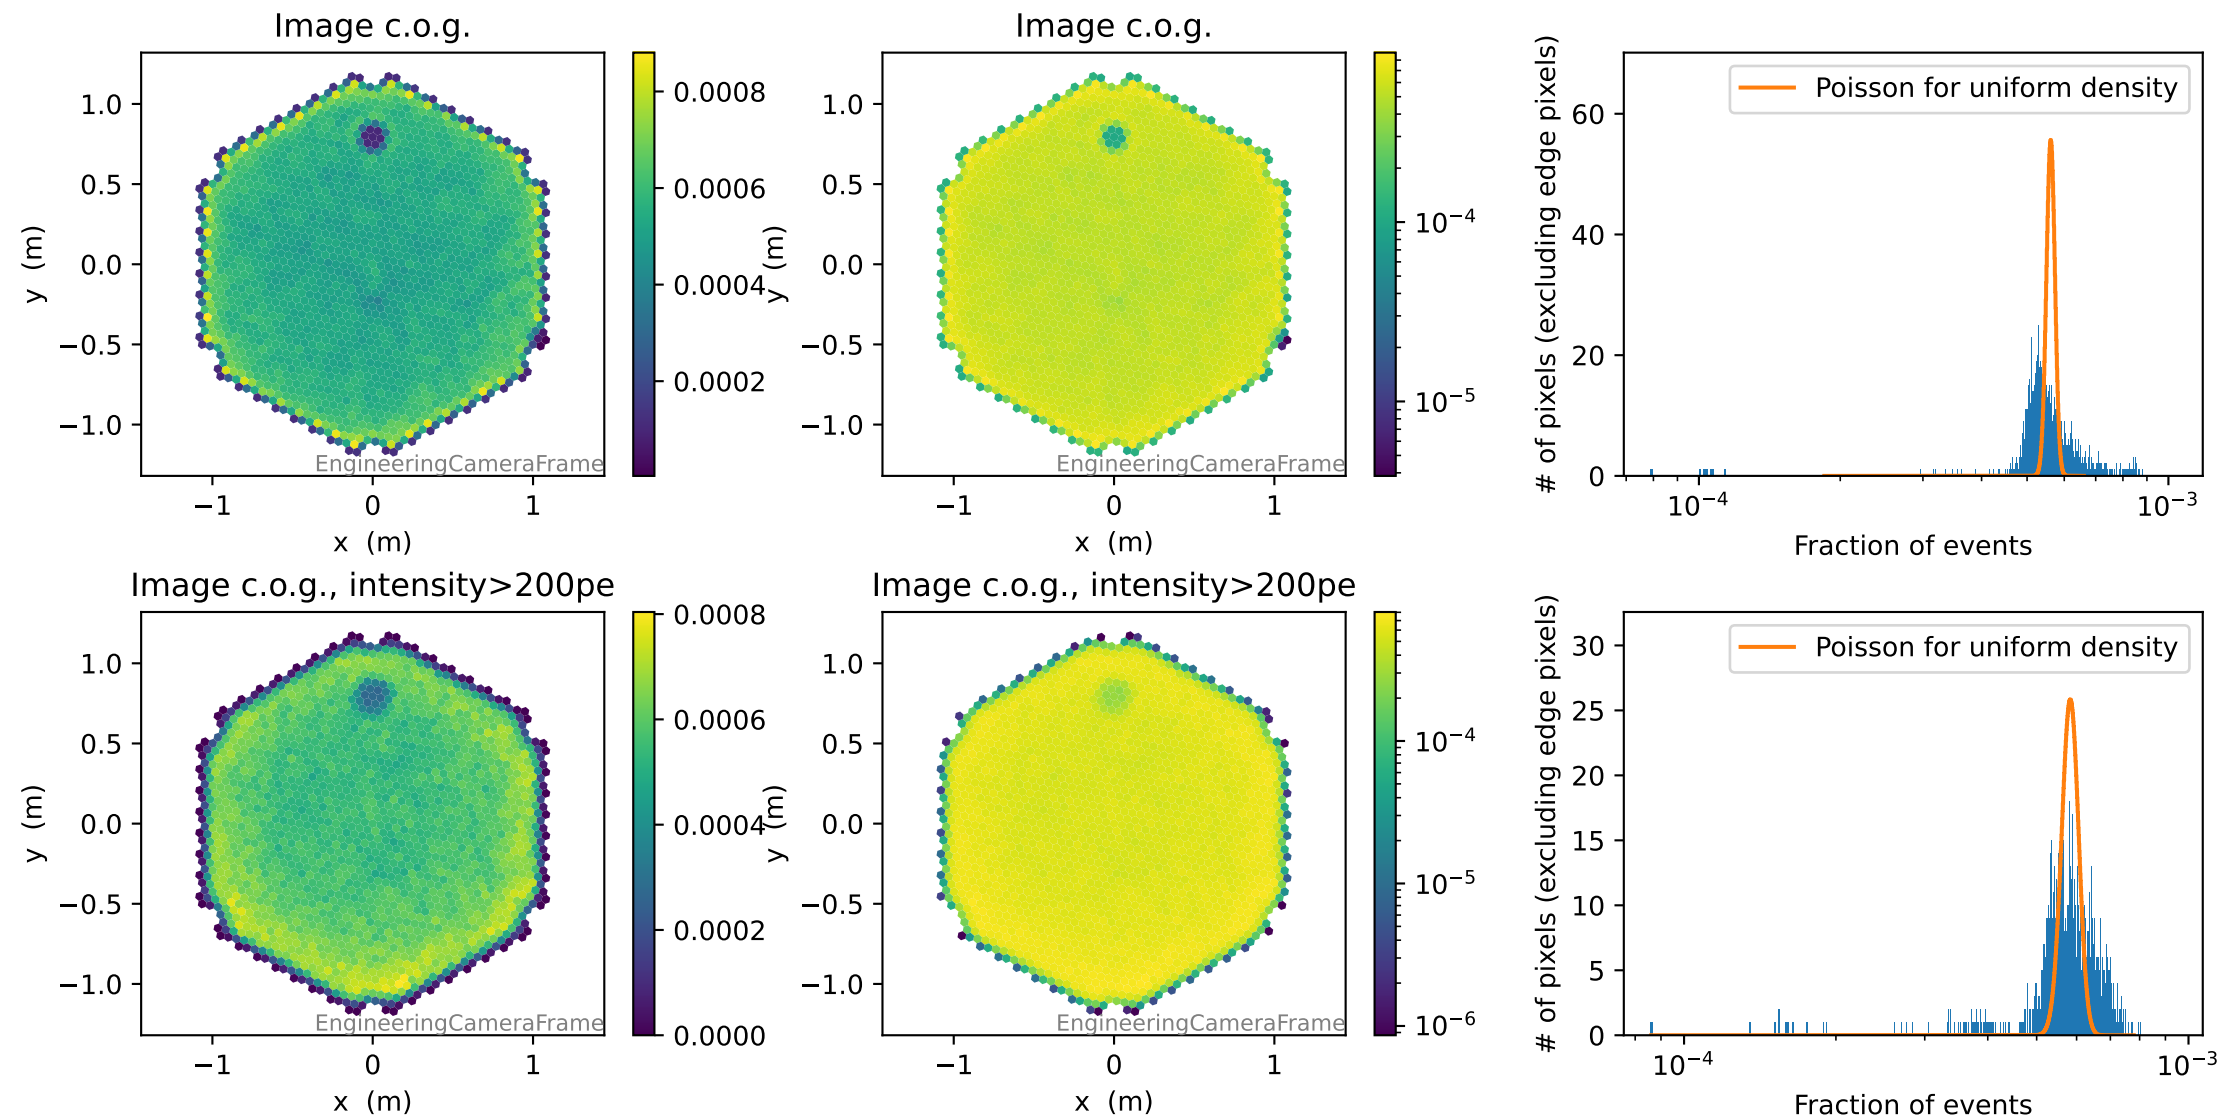 Image c.o.g.
y (m)
1.0
0.5
0.0
−0.5
−1.0
−1 0 1
x (m)
EngineeringCameraFrame
0.0008
0.0006
0.0004
0.0002
Image c.o.g.
y (m)
1.0
0.5
0.0
−0.5
−1.0
−1 0 1
x (m)
EngineeringCameraFrame
10⁻⁴
10⁻⁵
# of pixels (excluding edge pixels)
60
40
20
0
Poisson for uniform density
10⁻⁴ 10⁻³
Fraction of events
Image c.o.g., intensity>200pe
y (m)
1.0
0.5
0.0
−0.5
−1.0
−1 0 1
x (m)
EngineeringCameraFrame
0.0008
0.0006
0.0004
0.0002
0.0000
Image c.o.g., intensity>200pe
y (m)
1.0
0.5
0.0
−0.5
−1.0
−1 0 1
x (m)
EngineeringCameraFrame
10⁻⁴
10⁻⁵
10⁻⁶
# of pixels (excluding edge pixels)
30
25
20
15
10
5
0
Poisson for uniform density
10⁻⁴ 10⁻³
Fraction of events